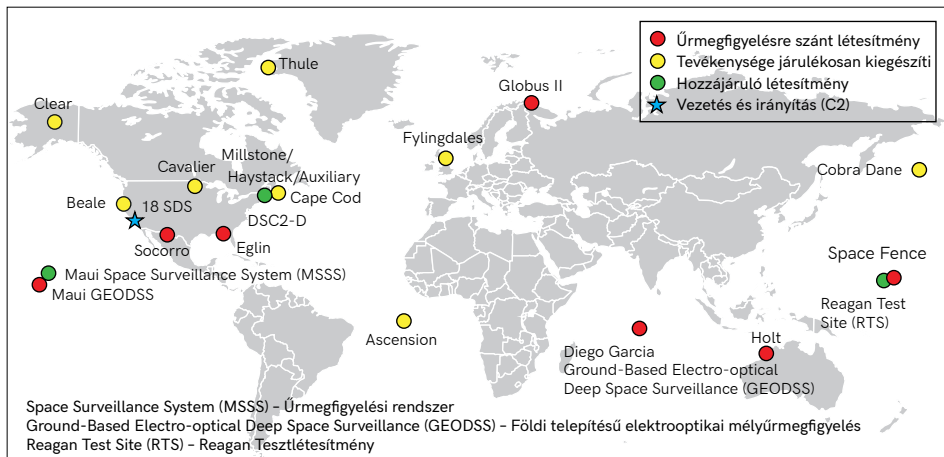 Űrmegfigyelésre szánt létesítmény
Tevékenysége járulékosan kiegészíti
Hozzájáruló létesítmény
Vezetés és irányítás (C2)
Thule
Globus II
Clear
Fylingdales
Millstone/
Haystack/Auxiliary
Cavalier
Cape Cod
Cobra Dane
Beale
18 SDS
DSC2-D
Socorro
Eglin
Space Fence
Maui Space Surveillance System (MSSS)
Maui GEODSS
Reagan Test
Site (RTS)
Ascension
Holt
Diego Garcia
Ground-Based Electro-optical
Deep Space Surveillance (GEODSS)
Space Surveillance System (MSSS) – Űrmegfigyelési rendszer
Ground-Based Electro-optical Deep Space Surveillance (GEODSS) – Földi telepítésű elektrooptikai mélyűrmegfigyelés
Reagan Test Site (RTS) – Reagan Tesztlétesítmény